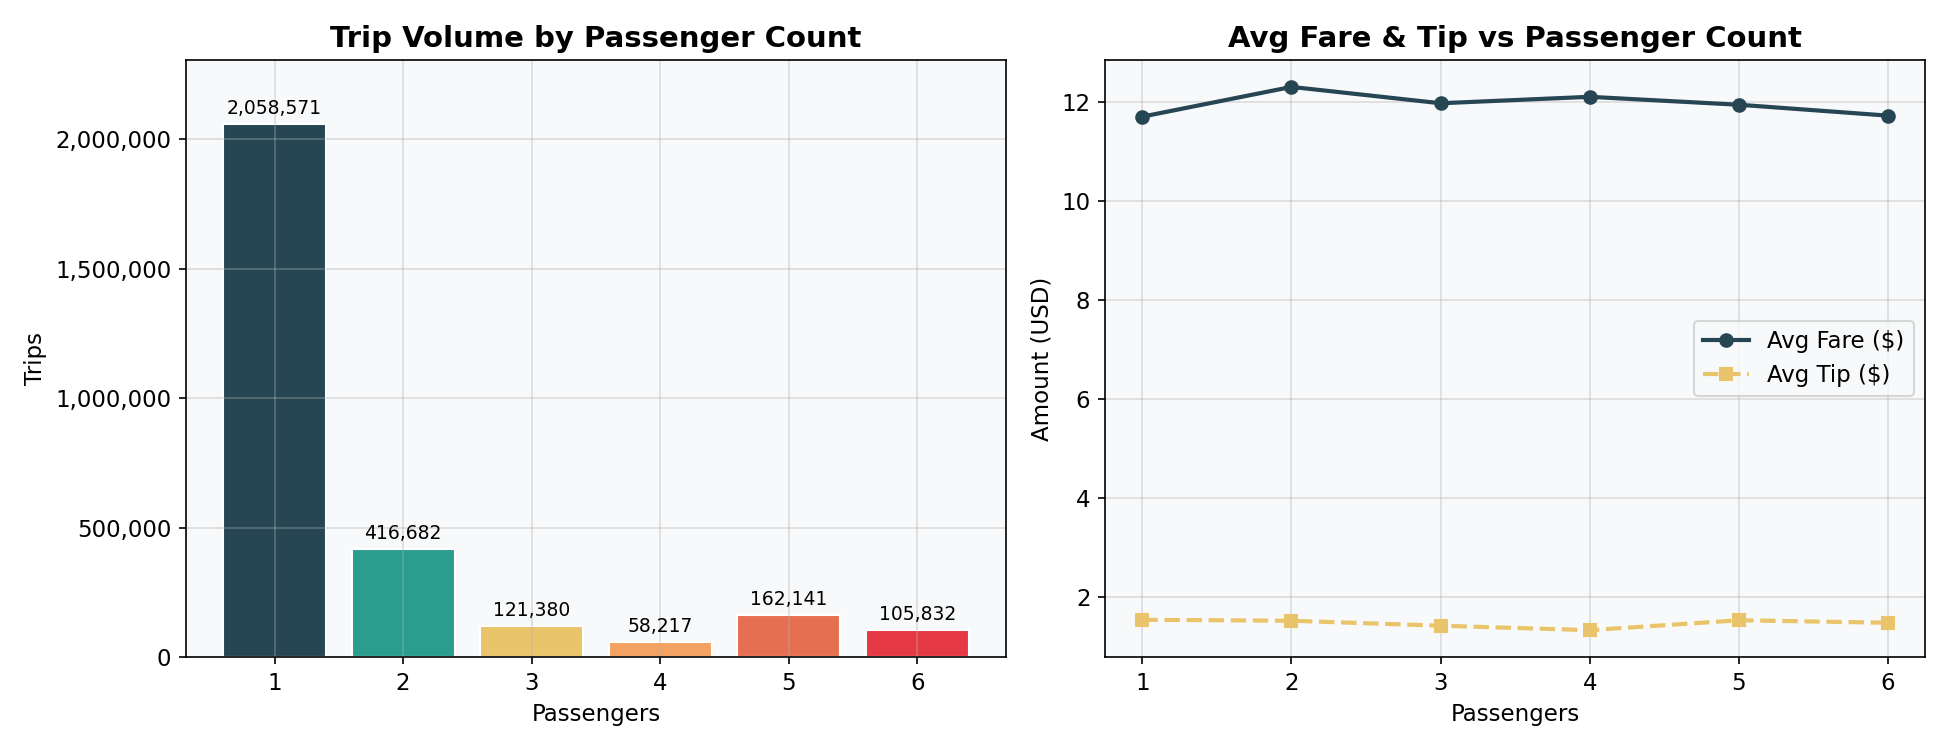 Trip Volume by Passenger Count
2,058,571
416,682
121,380
58,217
162,141
105,832
2,000,000
1,500,000
1,000,000
500,000
0
Trips
1 2 3 4 5 6
Passengers
Avg Fare & Tip vs Passenger Count
12
10
8
6
4
2
Amount (USD)
Avg Fare ($)
Avg Tip ($)
1 2 3 4 5 6
Passengers